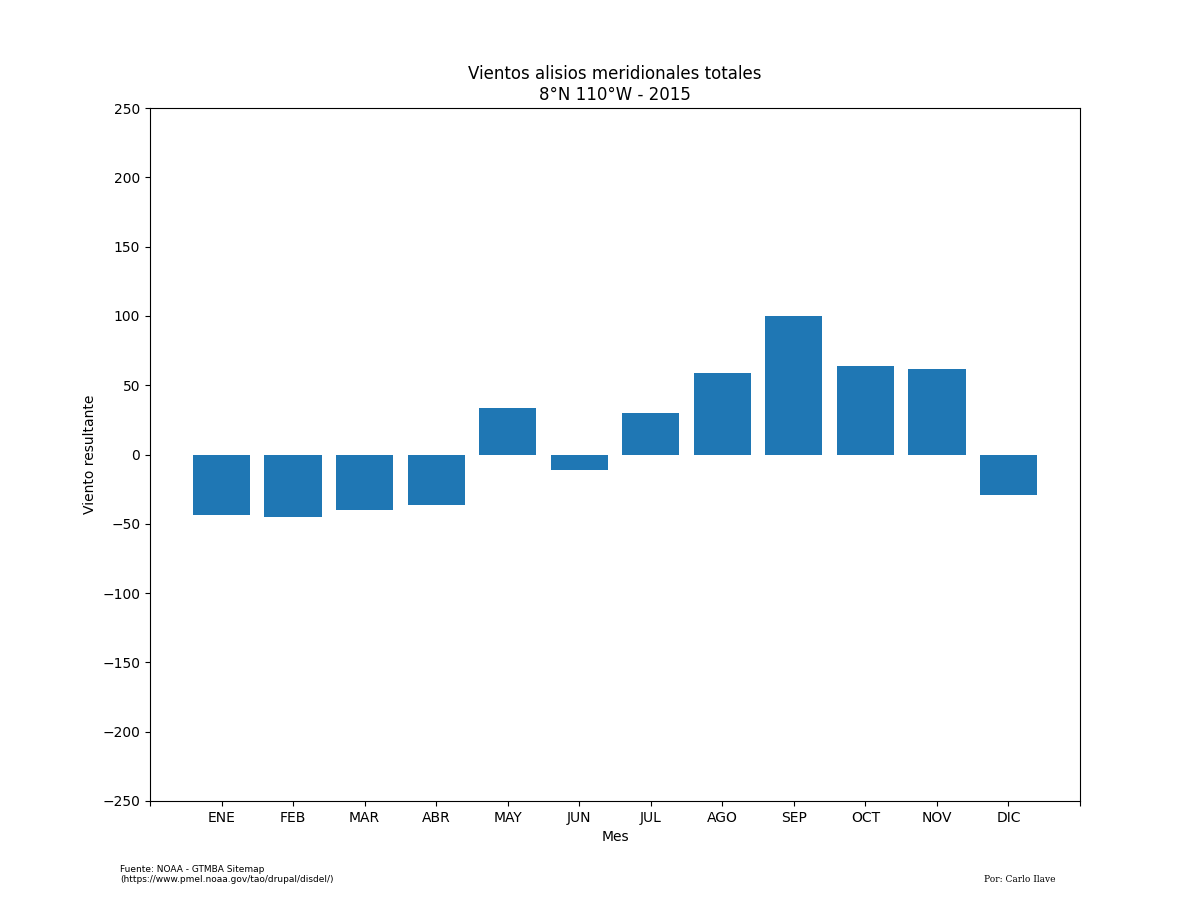 Vientos alisios meridionales totales
8°N 110°W - 2015
250
200
150
100
50
0
−50
−100
−150
−200
−250
Viento resultante
ENE FEB MAR ABR MAY JUN JUL AGO SEP OCT NOV DIC
Mes
Fuente: NOAA - GTMBA Sitemap
(https://www.pmel.noaa.gov/tao/drupal/disdel/)
Por: Carlo Ilave